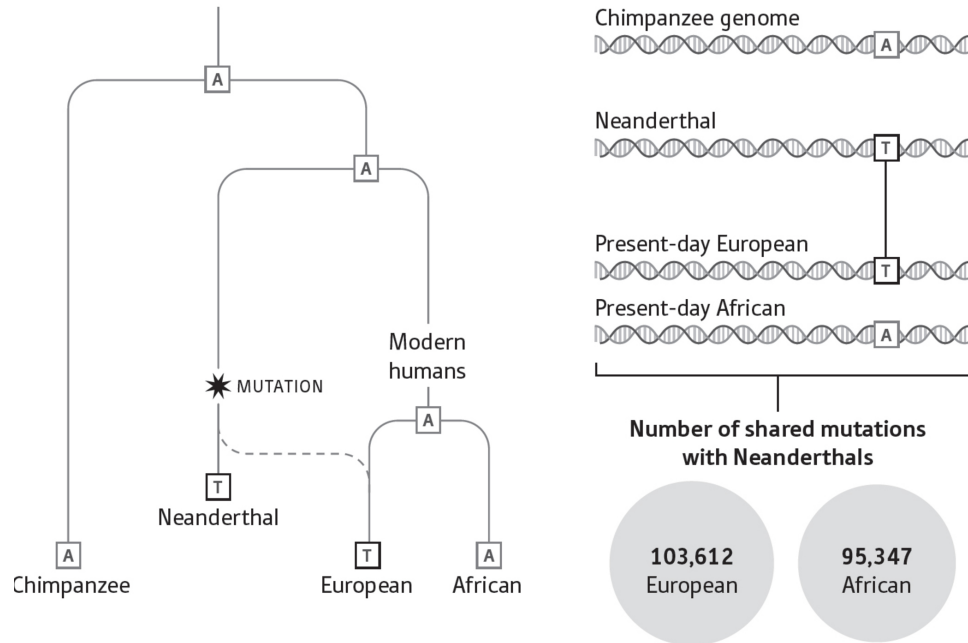 A
A
MUTATION
Modern
humans
A
T
Neanderthal
A
Chimpanzee
T
European
A
African
Chimpanzee genome
A
Neanderthal
T
Present-day European
T
Present-day African
A
Number of shared mutations
with Neanderthals
103,612
European
95,347
African